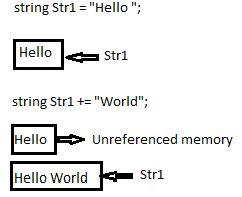 string Str1 = "Hello ";
Hello Str1
string Str1 += "World";
Hello Unreferenced memory
Hello World Str1